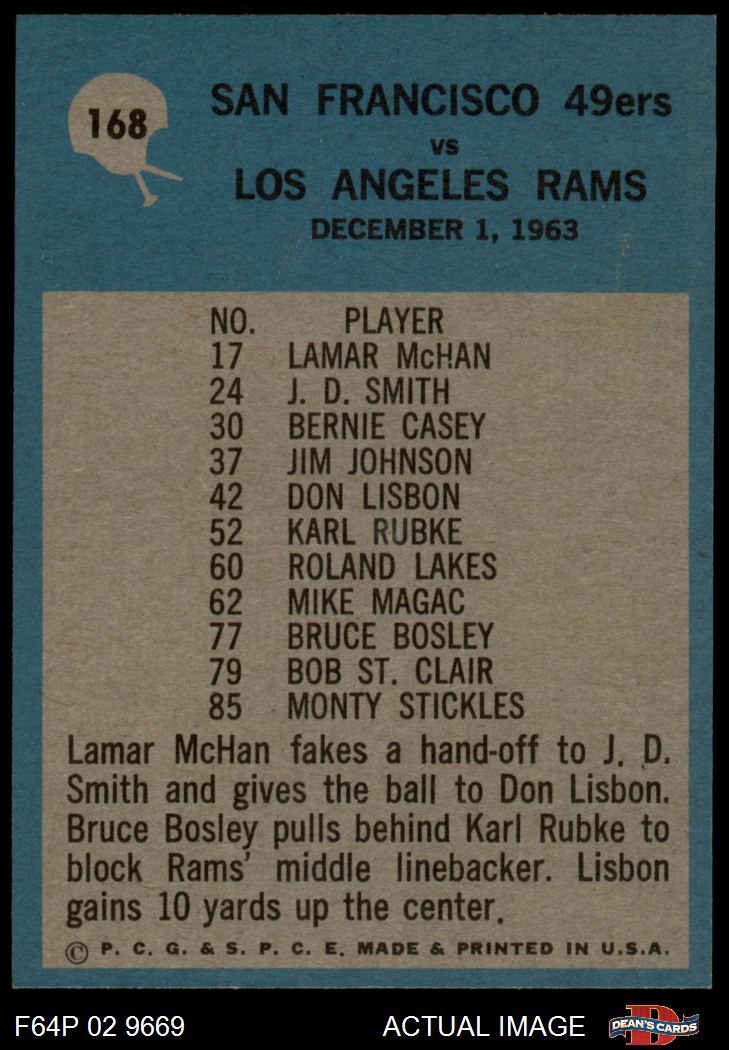 168
SAN FRANCISCO 49ers
vs
LOS ANGELES RAMS
DECEMBER 1, 1963
NO. PLAYER
17 LAMAR McHAN
24 J. D. SMITH
30 BERNIE CASEY
37 JIM JOHNSON
42 DON LISBON
52 KARL RUBKE
60 ROLAND LAKES
62 MIKE MAGAC
77 BRUCE BOSLEY
79 BOB ST. CLAIR
85 MONTY STICKLES
Lamar McHan fakes a hand-off to J. D.
Smith and gives the ball to Don Lisbon.
Bruce Bosley pulls behind Karl Rubke to
block Rams' middle linebacker. Lisbon
gains 10 yards up the center.
© P. C. G. & S. P. C. E. MADE & PRINTED IN U.S.A.
F64P 02 9669 ACTUAL IMAGE D DEAN'S CARDS